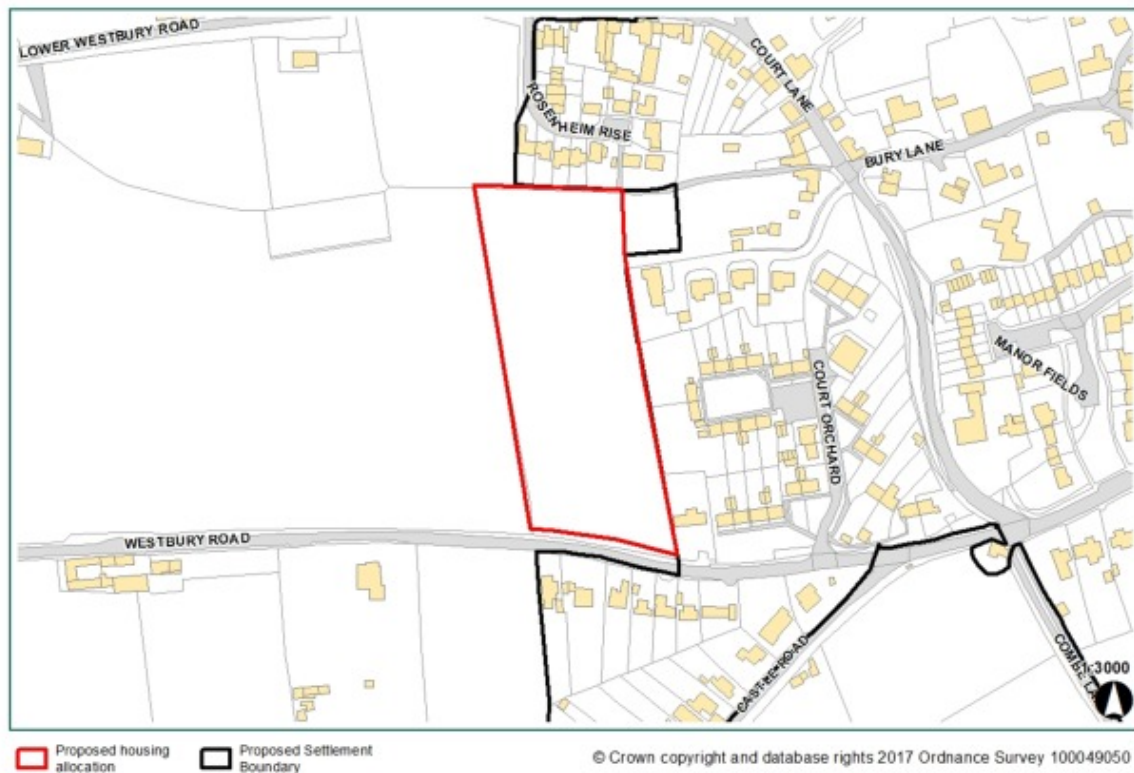 LOWER WESTBURY ROAD
COURT LANE
ROSENHEIM RISE
BURY LANE
MANOR FIELDS
COURT ORCHARD
WESTBURY ROAD
CASTLE ROAD
3000
Proposed housing
allocation
Proposed Settlement
Boundary
© Crown copyright and database rights 2017 Ordnance Survey 100049050